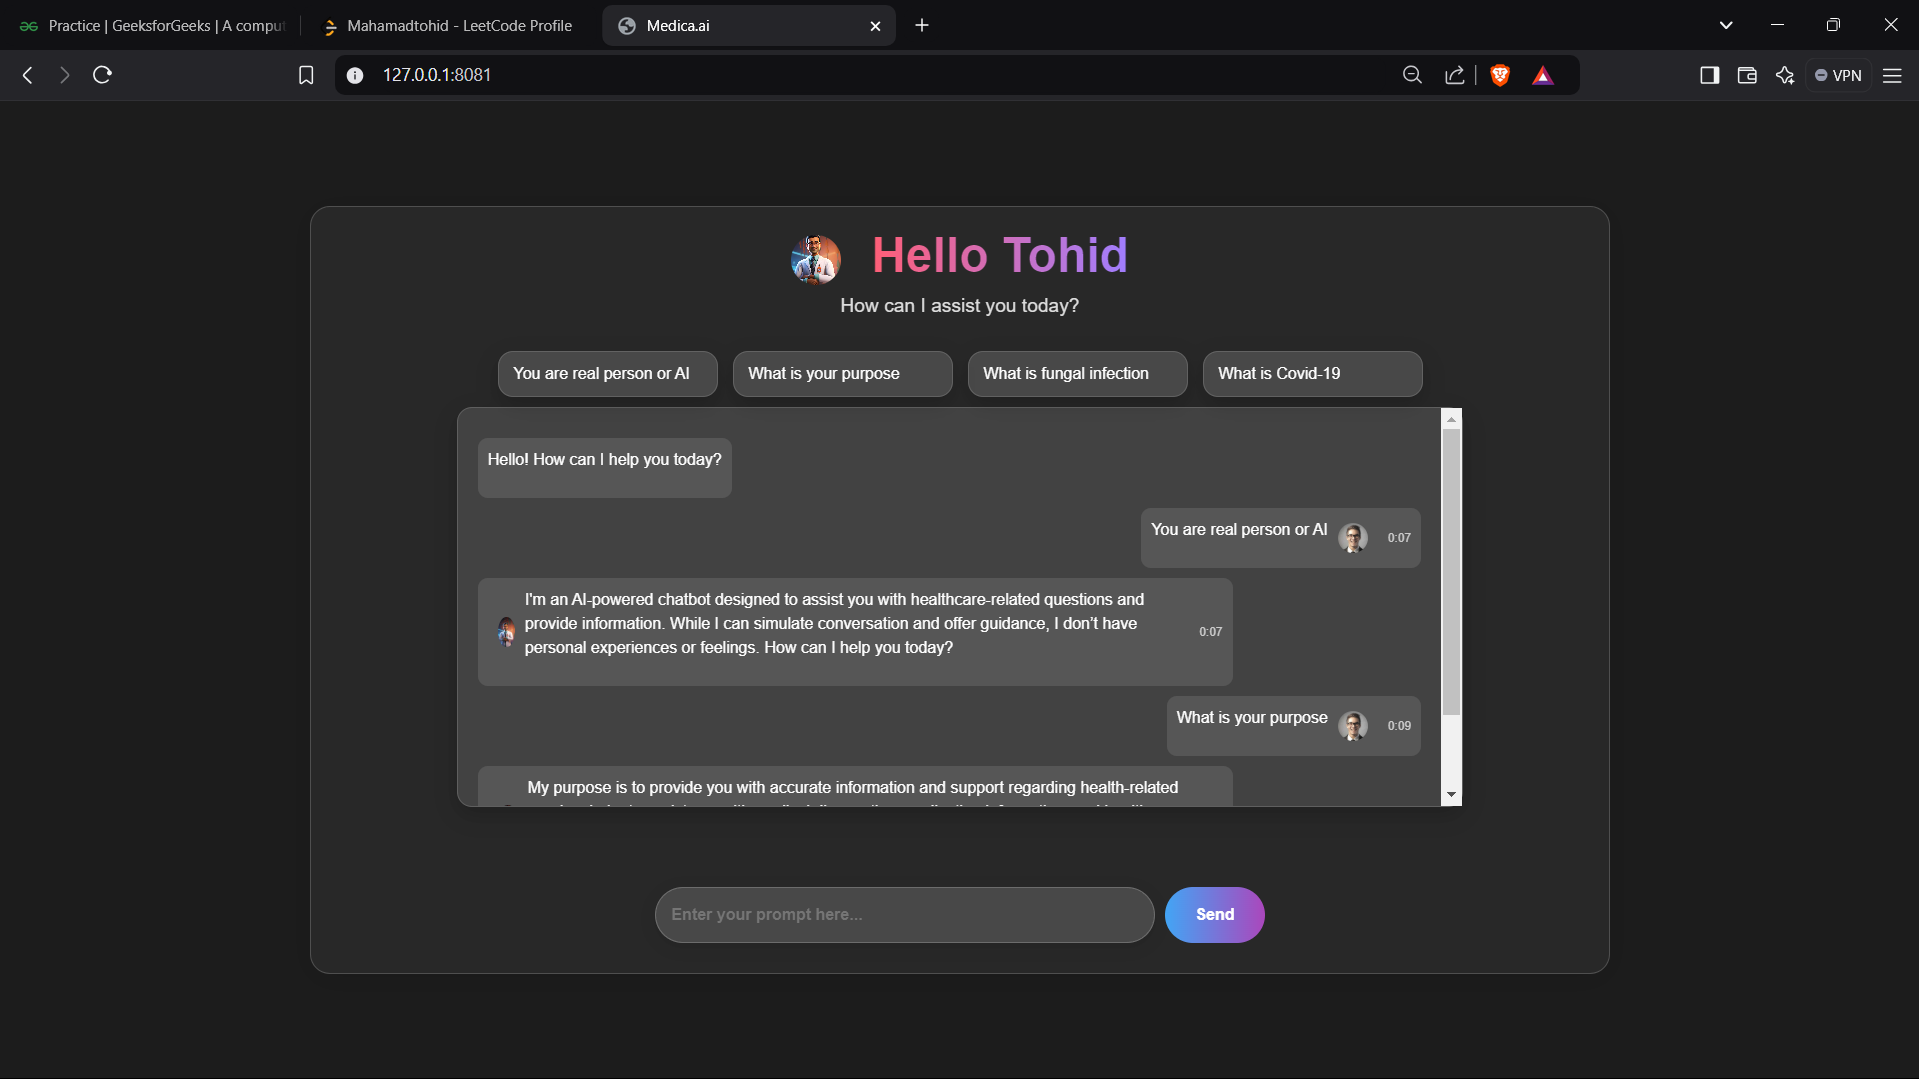 Practice | GeeksforGeeks | A comput
Mahamadtohid - LeetCode Profile
Medica.ai
127.0.0.1:8081
VPN
Hello Tohid
How can I assist you today?
You are real person or AI
What is your purpose
What is fungal infection
What is Covid-19
Hello! How can I help you today?
You are real person or AI
0:07
I'm an AI-powered chatbot designed to assist you with healthcare-related questions and
provide information. While I can simulate conversation and offer guidance, I don't have
personal experiences or feelings. How can I help you today?
0:07
What is your purpose
0:09
My purpose is to provide you with accurate information and support regarding health-related
Enter your prompt here...
Send